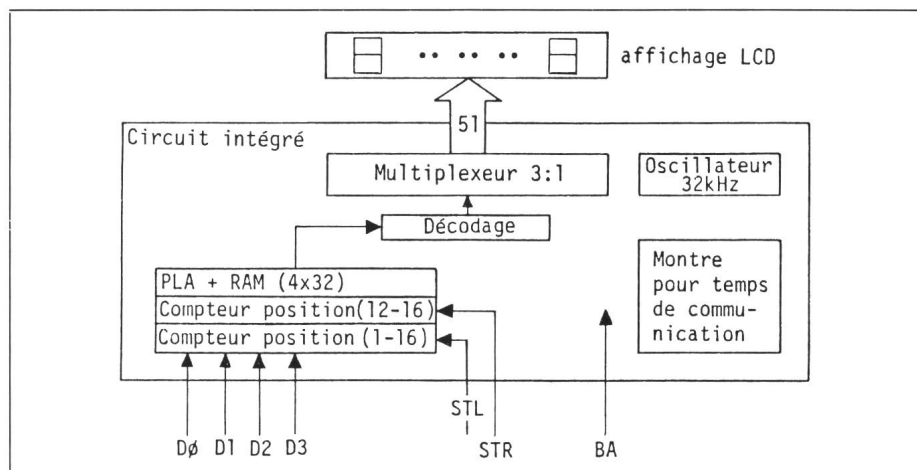 affichage LCD
51
Circuit intégré
Multiplexeur 3:1
Oscillateur
32kHz
Décodage
PLA + RAM (4x32)
Compteur position(12-16)
Compteur position (1-16)
Montre
pour temps
de commu-
nication
STL
Dø D1 D2 D3 STR BA